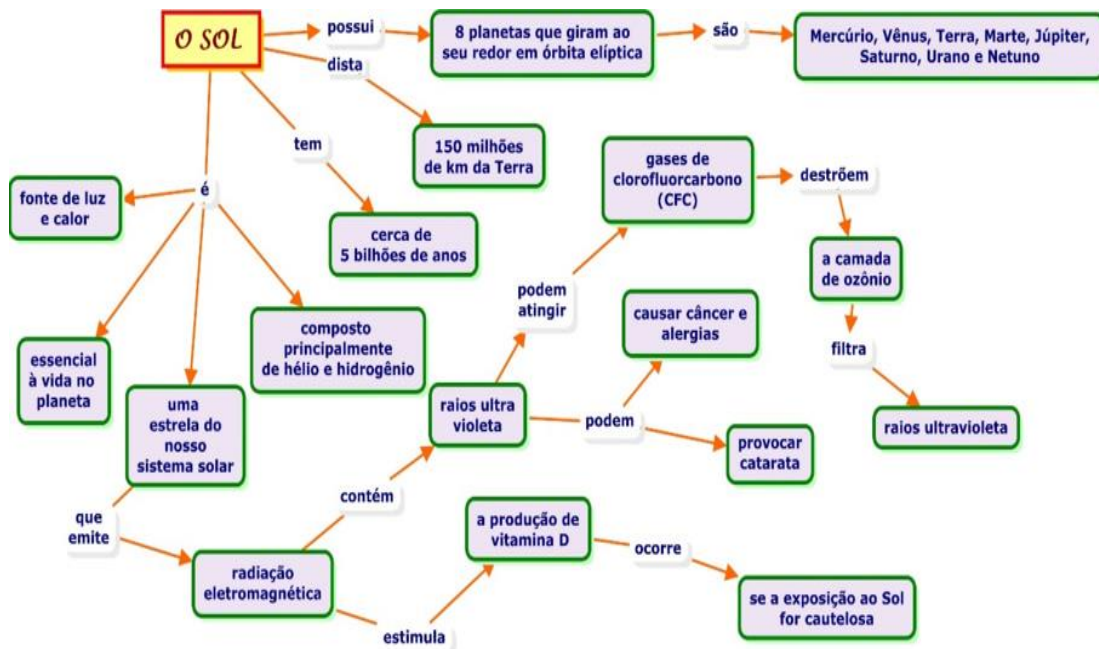 O SOL
possui
8 planetas que giram ao
seu redor em órbita elíptica
são
Mercúrio, Vênus, Terra, Marte, Júpiter,
Saturno, Urano e Netuno
dista
150 milhões
de km da Terra
tem
cerca de
5 bilhões de anos
é
fonte de luz
e calor
essencial
à vida no
planeta
uma
estrela do
nosso
sistema solar
composto
principalmente
de hélio e hidrogênio
que
emite
radiação
eletromagnética
contém
raios ultra
violeta
podem
atingir
gases de
clorofluorcarbono
(CFC)
destrõem
a camada
de ozônio
filtra
raios ultravioleta
podem
causar câncer e
alergias
provocar
catarata
estimula
a produção de
vitamina D
ocorre
se a exposição ao Sol
for cautelosa